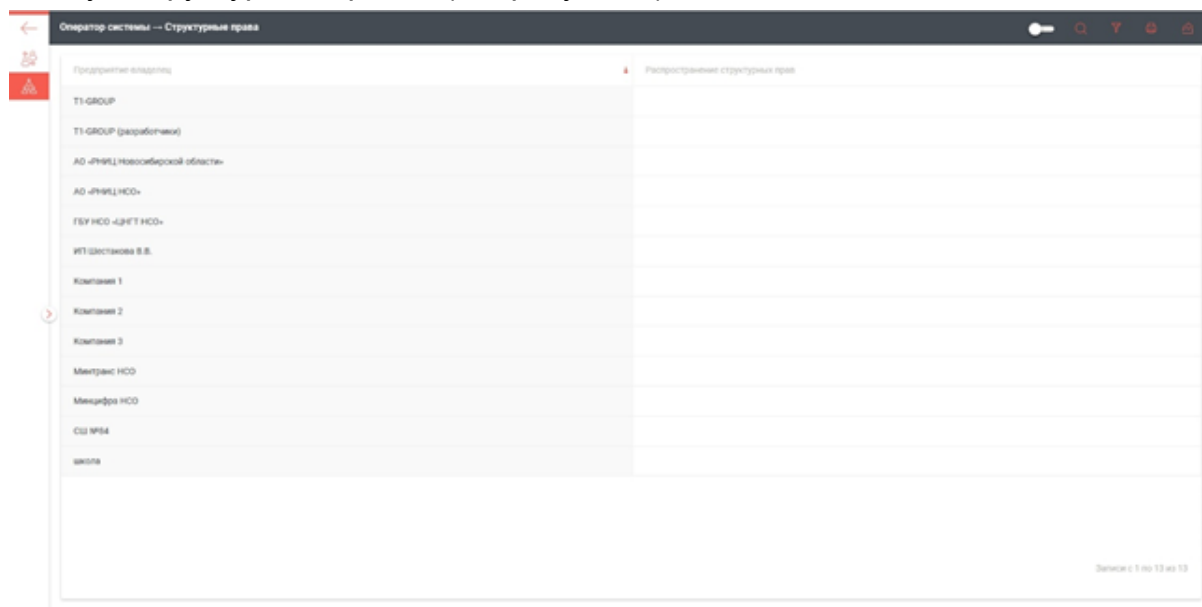 Оператор системы → Структурные права
Предприятие-владелец
Распространение структурных прав
T1-GROUP
T1-GROUP (разработчики)
АО «РНИЦ Новосибирской области»
АО «РНИЦ НСО»
ГБУ НСО «ЦНГТ НСО»
ИП Шестакова В.В.
Компания 1
Компания 2
Компания 3
Минтранс НСО
Минцифра НСО
СШ №54
школа
Записи с 1 по 13 из 13